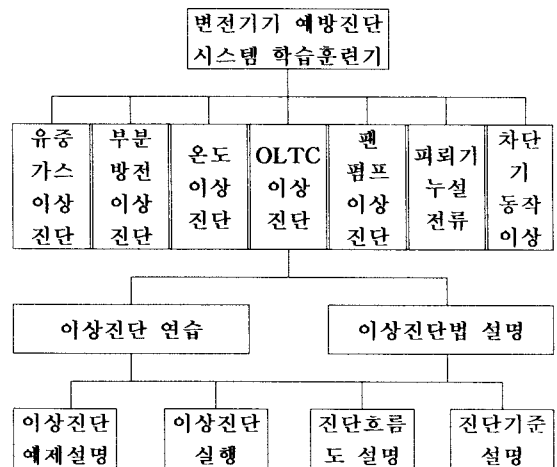 변전기기 예방진단
시스템 학습훈련기
유중
가스
이상
진단
부분
방전
이상
진단
온도
이상
진단
OLTC
이상
진단
팬
펌프
이상
진단
피뢰기
누설
전류
차단
기
동작
이상
이상진단 연습
이상진단법 설명
이상진단
예제설명
이상진단
실행
진단흐름
도 설명
진단기준
설명